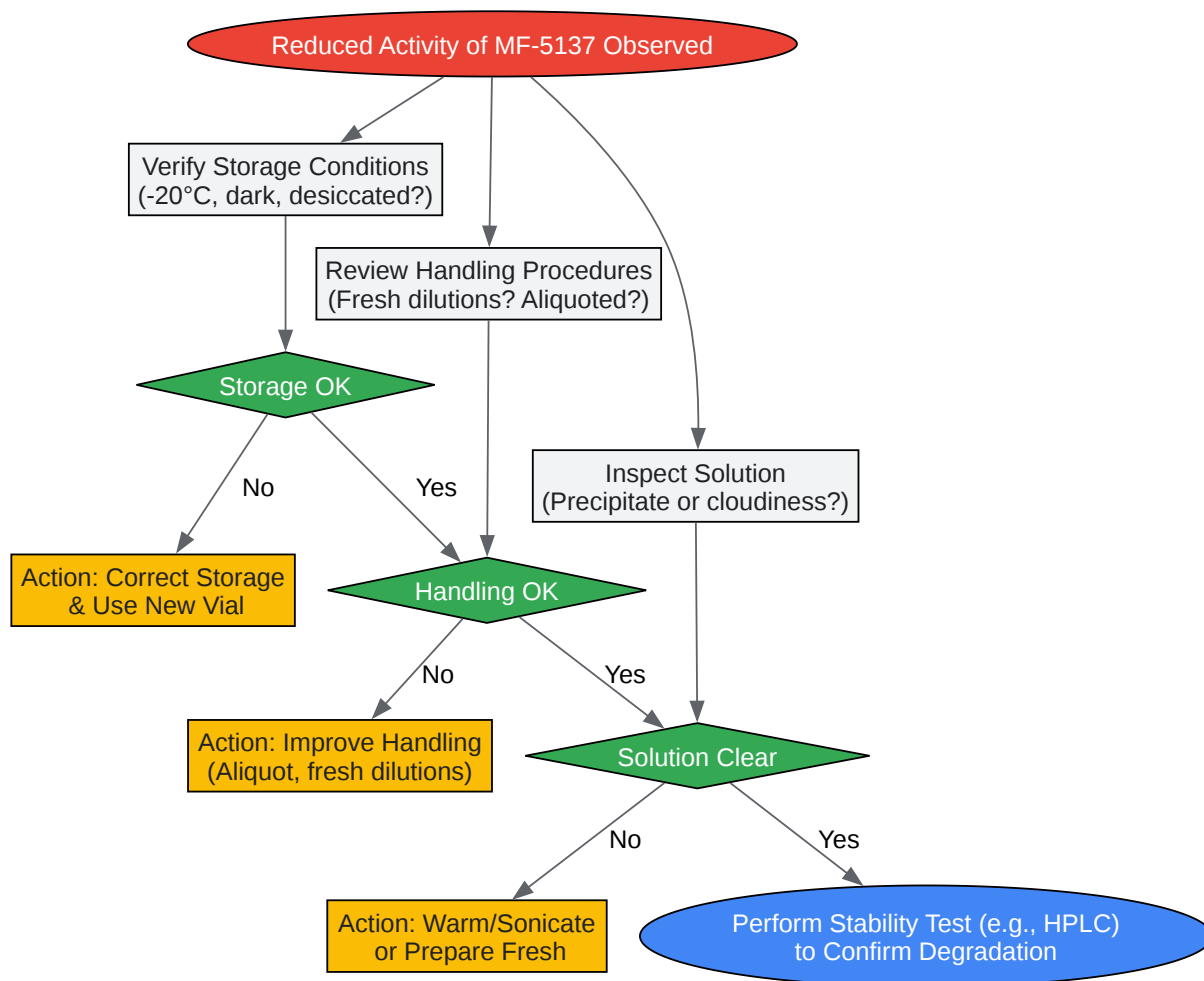 Reduced Activity of MF-5137 Observed
Verify Storage Conditions
(-20°C, dark, desiccated?)
Review Handling Procedures
(Fresh dilutions? Aliquoted?)
Storage OK
Inspect Solution
(Precipitate or cloudiness?)
No
Yes
Action: Correct Storage
& Use New Vial
Handling OK
No
Yes
Action: Improve Handling
(Aliquot, fresh dilutions)
Solution Clear
No
Yes
Action: Warm/Sonicate
or Prepare Fresh
Perform Stability Test (e.g., HPLC)
to Confirm Degradation